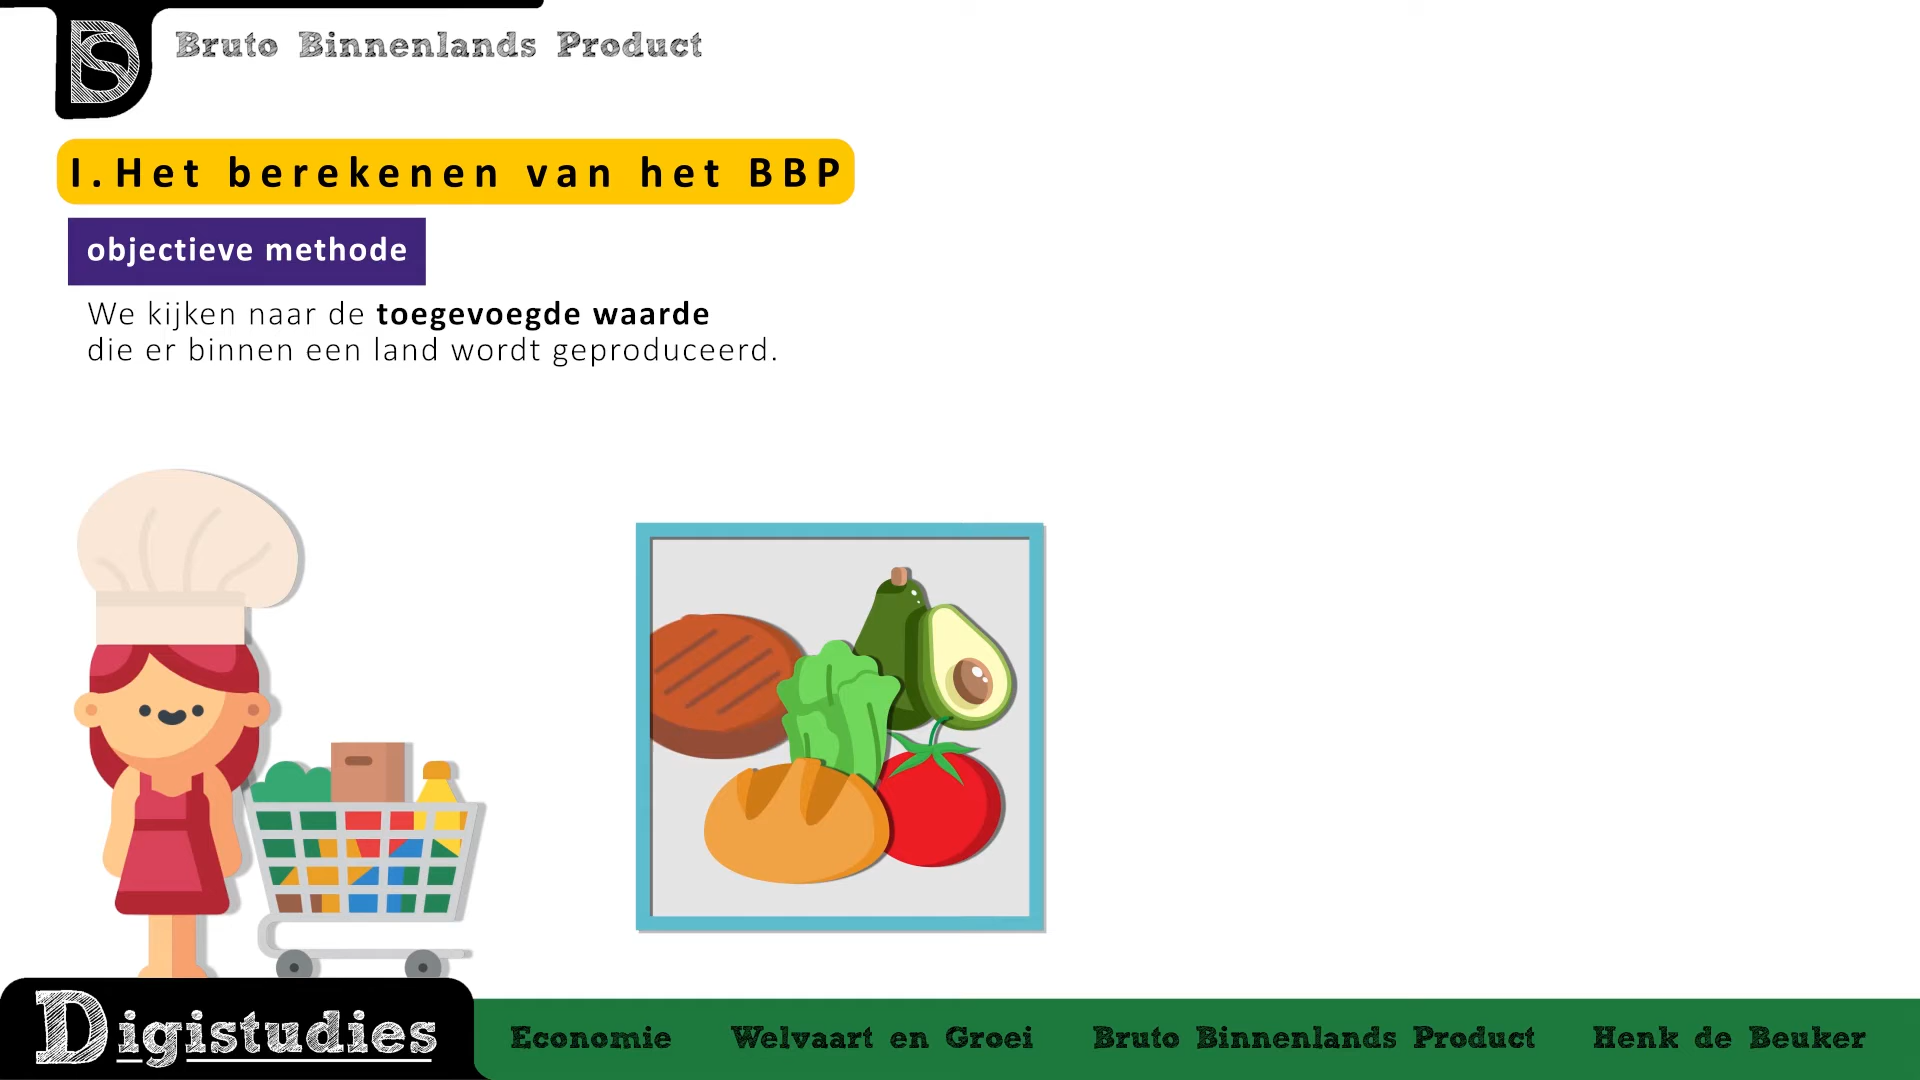 DS
Bruto Binnenlands Product
I.Het berekenen van het BBP
objectieve methode
We kijken naar de toegevoegde waarde
die er binnen een land wordt geproduceerd.
Digistudies
Economie Welvaart en Groei Bruto Binnenlands Product Henk de Beuker